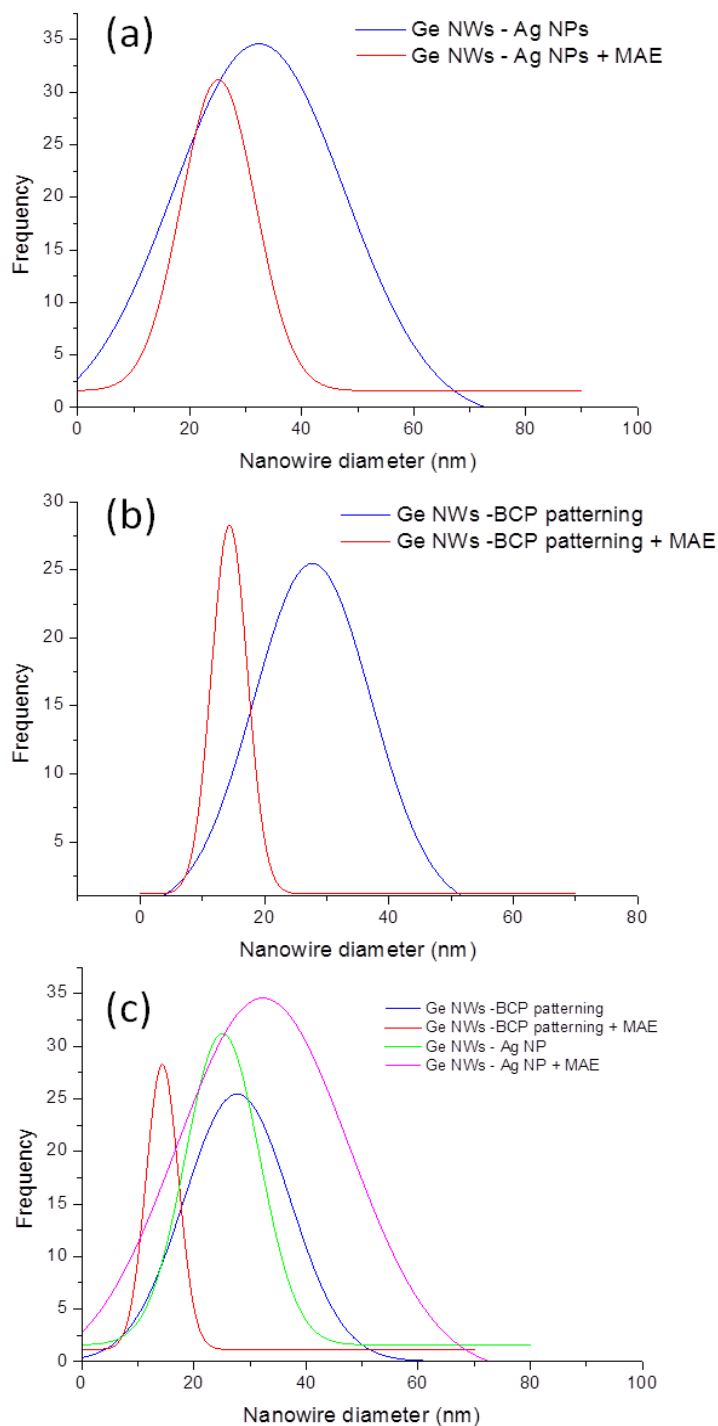 (a)
Ge NWs - Ag NPs
Ge NWs - Ag NPs + MAE
35
30
25
20
15
10
5
0
Frequency
0 20 40 60 80 100
Nanowire diameter (nm)
(b)
Ge NWs -BCP patterning
Ge NWs -BCP patterning + MAE
30
25
20
15
10
5
Frequency
0 20 40 60 80
Nanowire diameter (nm)
(c)
Ge NWs -BCP patterning
Ge NWs -BCP patterning + MAE
Ge NWs - Ag NP
Ge NWs - Ag NP + MAE
35
30
25
20
15
10
5
0
Frequency
0 20 40 60 80 100
Nanowire diameter (nm)